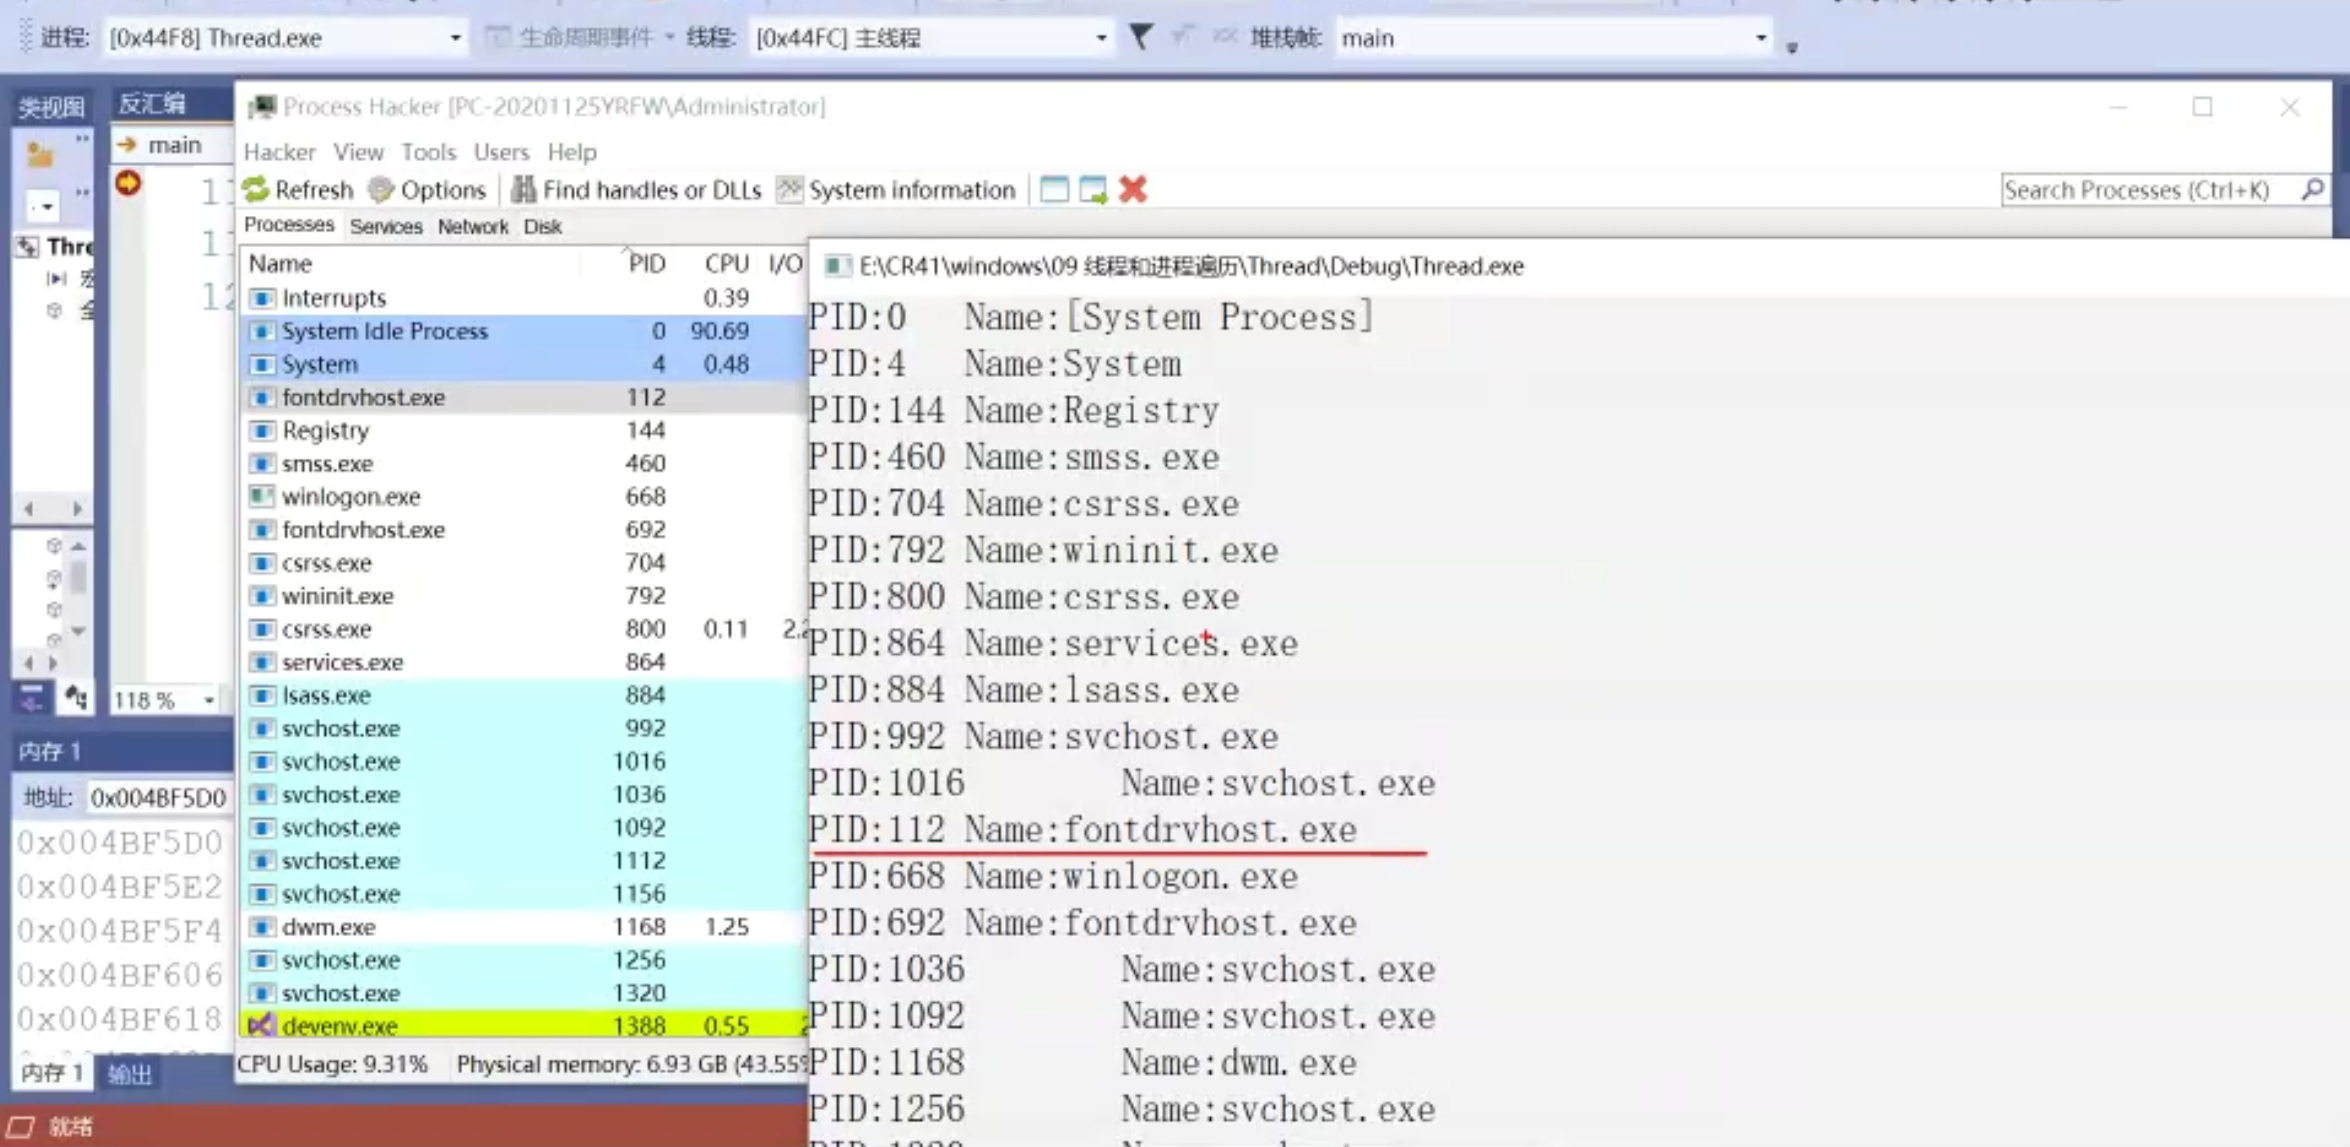 进程: [0x44F8] Thread.exe 生命周期事件 线程: [0x44FC] 主线程 堆栈帧: main
类视图 反汇编
Process Hacker [PC-20201125YRFW\Administrator]
main
Hacker View Tools Users Help
Refresh Options Find handles or DLLs System information Search Processes (Ctrl+K)
Processes Services Network Disk
Name PID CPU I/O
Interrupts 0.39
System Idle Process 0 90.69
System 4 0.48
fontdrvhost.exe 112
Registry 144
smss.exe 460
winlogon.exe 668
fontdrvhost.exe 692
csrss.exe 704
wininit.exe 792
csrss.exe 800 0.11
services.exe 864
lsass.exe 884
svchost.exe 992
svchost.exe 1016
svchost.exe 1036
svchost.exe 1092
svchost.exe 1112
svchost.exe 1156
dwm.exe 1168 1.25
svchost.exe 1256
svchost.exe 1320
devenv.exe 1388 0.55
CPU Usage: 9.31% Physical memory: 6.93 GB (43.55%
E:\CR41\windows\09 线程和进程遍历\Thread\Debug\Thread.exe
PID:0 Name:[System Process]
PID:4 Name:System
PID:144 Name:Registry
PID:460 Name:smss.exe
PID:704 Name:csrss.exe
PID:792 Name:wininit.exe
PID:800 Name:csrss.exe
PID:864 Name:services.exe
PID:884 Name:lsass.exe
PID:992 Name:svchost.exe
PID:1016 Name:svchost.exe
PID:112 Name:fontdrvhost.exe
PID:668 Name:winlogon.exe
PID:692 Name:fontdrvhost.exe
PID:1036 Name:svchost.exe
PID:1092 Name:svchost.exe
PID:1168 Name:dwm.exe
PID:1256 Name:svchost.exe
118 %
内存 1
地址: 0x004BF5D0
0x004BF5D0
0x004BF5E2
0x004BF5F4
0x004BF606
0x004BF618
内存 1 输出
就绪